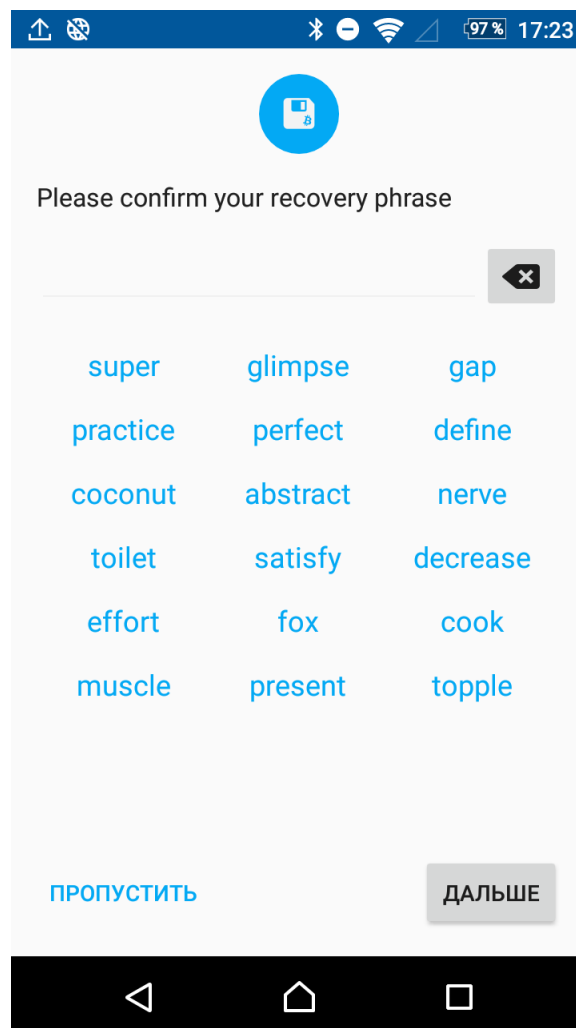 97 % 17:23
Please confirm your recovery phrase
super glimpse gap
practice perfect define
coconut abstract nerve
toilet satisfy decrease
effort fox cook
muscle present topple
ПРОПУСТИТЬ ДАЛЬШЕ